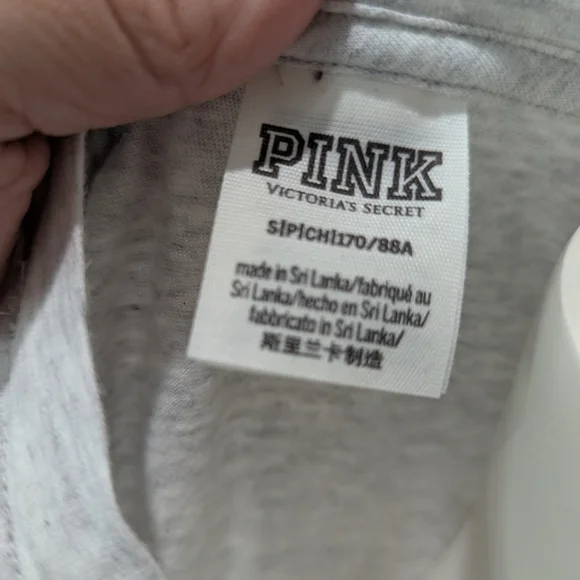 PINK
VICTORIA'S SECRET
S|P|CH|170/88A
made in Sri Lanka/fabriqué au
Sri Lanka/hecho en Sri Lanka/
fabbricato in Sri Lanka/
斯里兰卡制造